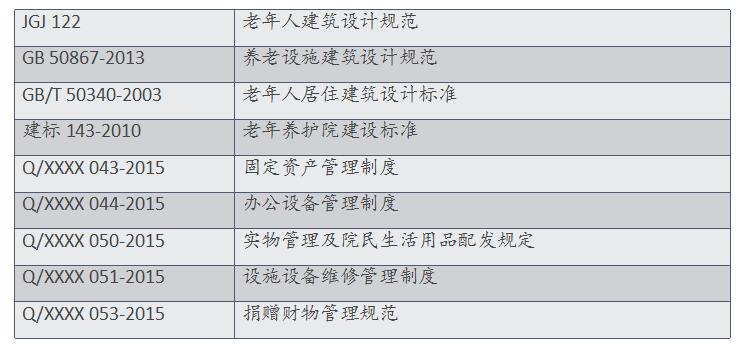 JGJ 122 老年人建筑设计规范
GB 50867-2013 养老设施建筑设计规范
GB/T 50340-2003 老年人居住建筑设计标准
建标 143-2010 老年养护院建设标准
Q/XXXX 043-2015 固定资产管理制度
Q/XXXX 044-2015 办公设备管理制度
Q/XXXX 050-2015 实物管理及院民生活用品配发规定
Q/XXXX 051-2015 设施设备维修管理制度
Q/XXXX 053-2015 捐赠财物管理规范